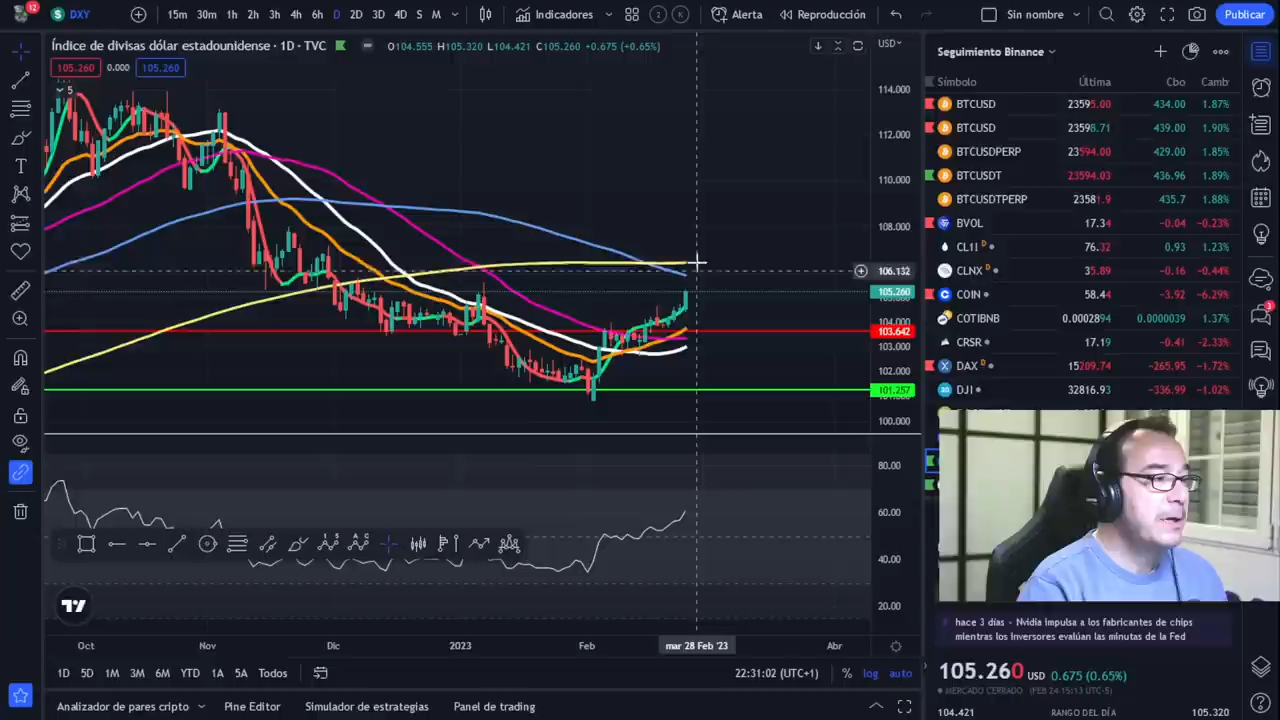 12
DXY
15m 30m 1h 2h 3h 4h 6h D 2D 3D 4D S M
Indicadores
2 K
Alerta
Reproducción
Sin nombre
Publicar
Índice de divisas dólar estadounidense · 1D · TVC
O104.555 H105.320 L104.421 C105.260 +0.675 (+0.65%)
105.260 0.000 105.260
5
USD
114.000
112.000
110.000
108.000
106.132
105.260
104.000
103.642
103.000
102.000
101.257
100.000
80.00
60.00
40.00
20.00
Oct Nov Dic 2023 Feb mar 28 Feb '23 Abr
1D 5D 1M 3M 6M YTD 1A 5A Todos
22:31:02 (UTC+1) % log auto
Analizador de pares cripto Pine Editor Simulador de estrategias Panel de trading
Seguimiento Binance
Símbolo Última Cbo Camb
BTCUSD 23595.00 434.00 1.87%
BTCUSD 23598.71 439.00 1.90%
BTCUSDPERP 23594.00 429.00 1.85%
BTCUSDT 23594.03 436.96 1.89%
BTCUSDTPERP 23581.9 435.7 1.88%
BVOL 17.34 -0.04 -0.23%
CL1! D 76.32 0.93 1.23%
CLNX D 35.89 -0.16 -0.44%
COIN 58.44 -3.92 -6.29%
COTIBNB 0.0002894 0.0000039 1.37%
CRSR 17.19 -0.41 -2.33%
DAX D 15209.74 -265.95 -1.72%
DJI 32816.93 -336.99 -1.02%
3
hace 3 días - Nvidia impulsa a los fabricantes de chips
mientras los inversores evalúan las minutas de la Fed
105.260 USD 0.675 (0.65%)
MERCADO CERRADO (FEB 24-15:13 UTC-5)
104.421 RANGO DEL DÍA 105.320